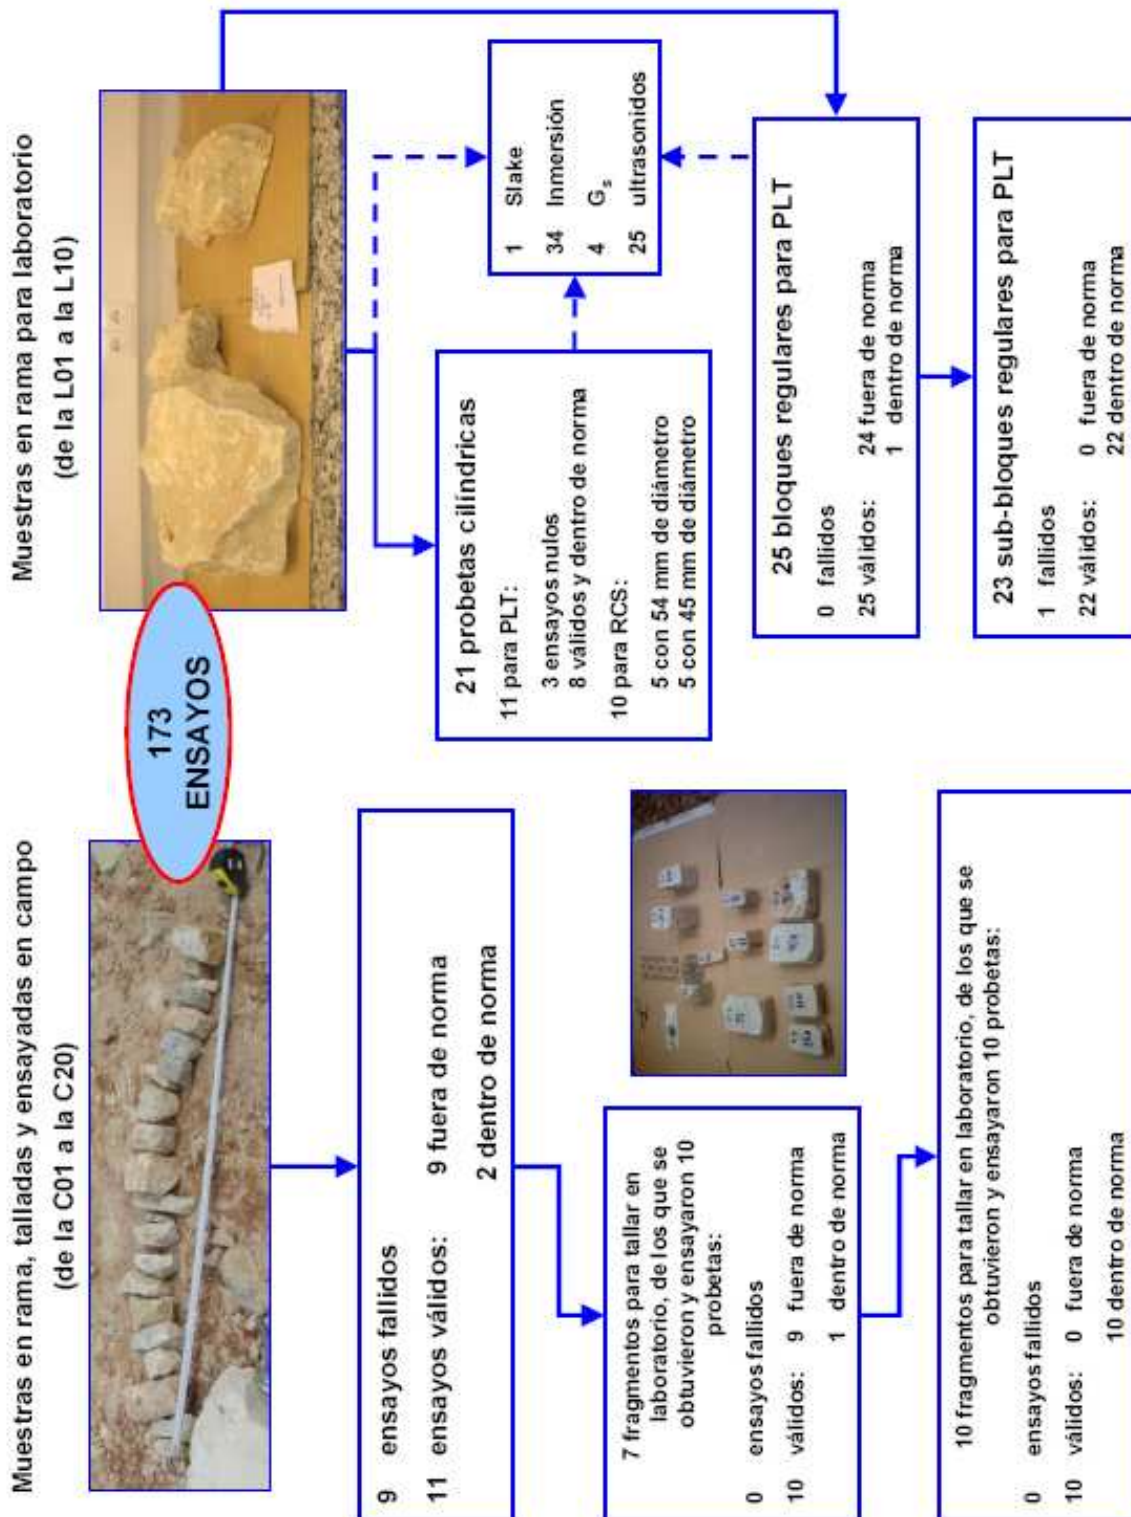 Muestras en rama, talladas y ensayadas en campo
(de la C01 a la C20)
173
ENSAYOS
Muestras en rama para laboratorio
(de la L01 a la L10)
9 ensayos fallidos
11 ensayos válidos: 9 fuera de norma
2 dentro de norma
7 fragmentos para tallar en
laboratorio, de los que se
obtuvieron y ensayaron 10
probetas:
0 ensayos fallidos
10 válidos: 9 fuera de norma
1 dentro de norma
10 fragmentos para tallar en laboratorio, de los que se
obtuvieron y ensayaron 10 probetas:
0 ensayos fallidos
10 válidos: 0 fuera de norma
10 dentro de norma
21 probetas cilíndricas
11 para PLT:
3 ensayos nulos
8 válidos y dentro de norma
10 para RCS:
5 con 54 mm de diámetro
5 con 45 mm de diámetro
1 Slake
34 Inmersión
4 Gs
25 ultrasonidos
25 bloques regulares para PLT
0 fallidos
25 válidos: 24 fuera de norma
1 dentro de norma
23 sub-bloques regulares para PLT
1 fallidos
22 válidos: 0 fuera de norma
22 dentro de norma